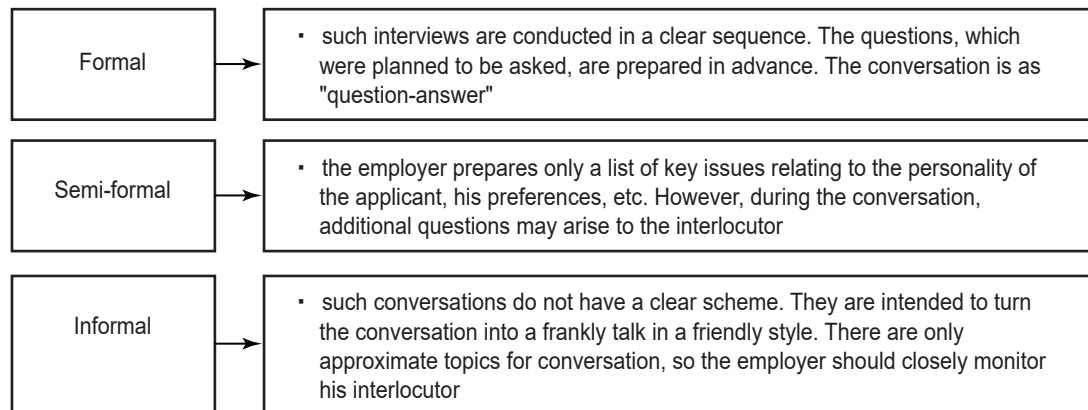 Formal
▪ such interviews are conducted in a clear sequence. The questions, which
were planned to be asked, are prepared in advance. The conversation is as
"question-answer"
Semi-formal
▪ the employer prepares only a list of key issues relating to the personality of
the applicant, his preferences, etc. However, during the conversation,
additional questions may arise to the interlocutor
Informal
▪ such conversations do not have a clear scheme. They are intended to turn
the conversation into a frankly talk in a friendly style. There are only
approximate topics for conversation, so the employer should closely monitor
his interlocutor